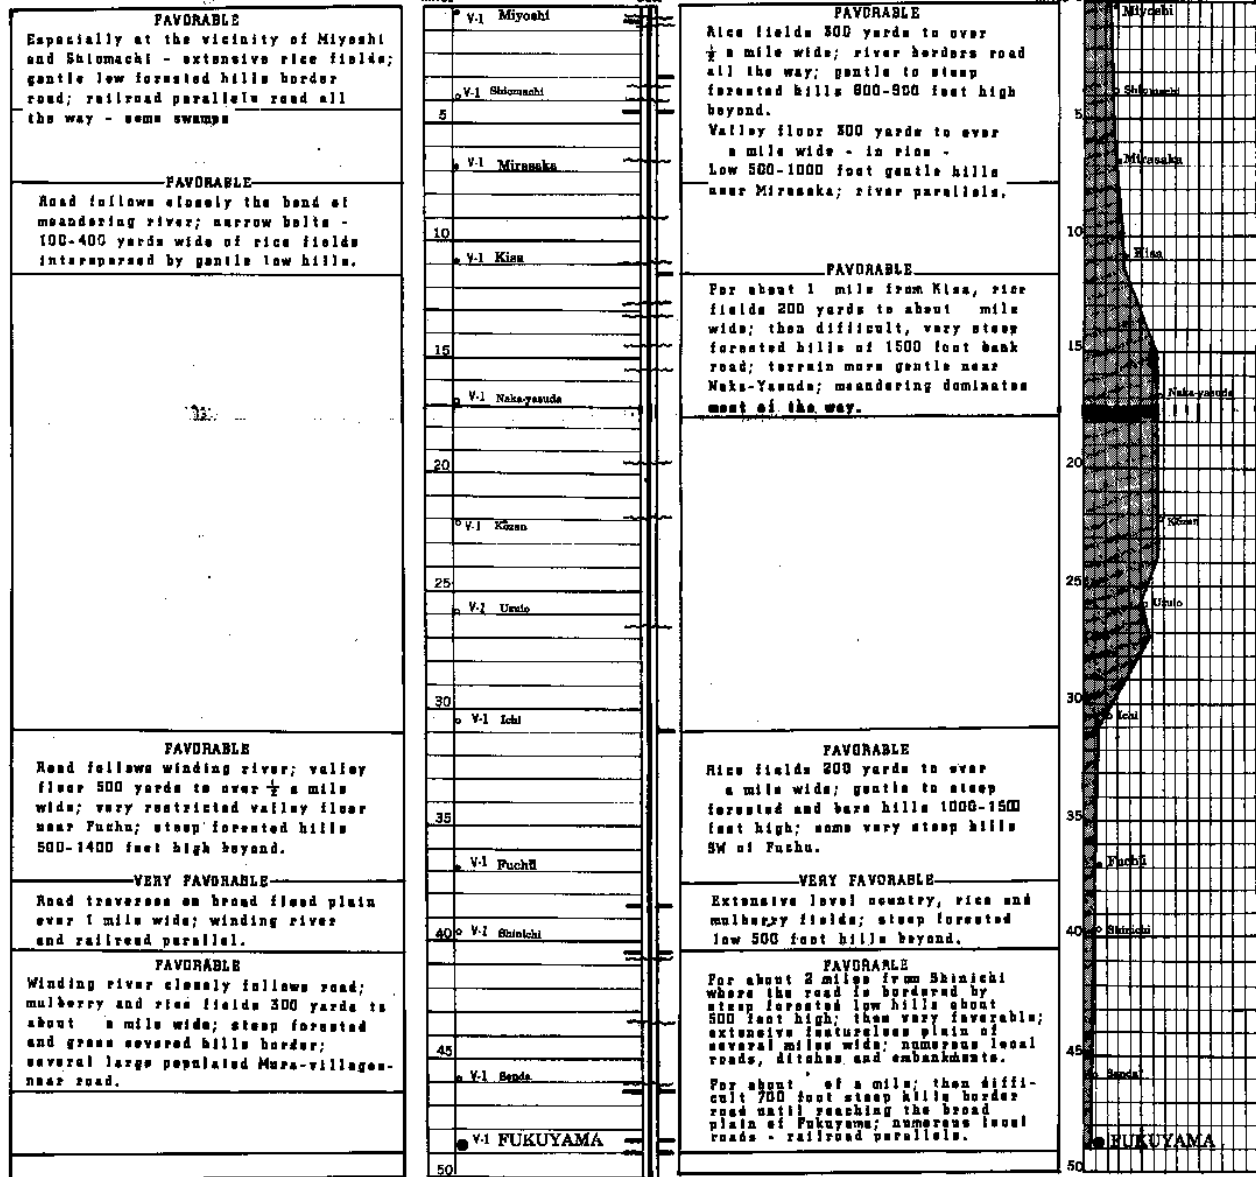 FAVORABLE
Especially at the vicinity of Miyoshi
and Shiomachi - extensive rice fields;
gentle low forested hills border
road; railroad parallels road all
the way - some swamps
FAVORABLE
Road follows closely the bend of
meandering river; narrow belts -
100-400 yards wide of rice fields
interspersed by gentle low hills.
FAVORABLE
Road follows winding river; valley
floor 500 yards to over ½ a mile
wide; very restricted valley floor
near Fuchu; steep forested hills
500-1400 feet high beyond.
VERY FAVORABLE
Road traverses on broad flood plain
over 1 mile wide; winding river
and railroad parallel.
FAVORABLE
Winding river closely follows road;
mulberry and rice fields 300 yards to
about a mile wide; steep forested
and grass covered hills border;
several large populated Mura-villages-
near road.
V-1 Miyoshi
V-1 Shiomachi
5
V-1 Mirasaka
10
V-1 Kisa
15
V-1 Naka-yasuda
20
V-1 Kōzan
25
V-1 Uzuto
30
V-1 Ichi
35
V-1 Fuchū
40 V-1 Shinichi
45
V-1 Senda
V-1 FUKUYAMA
50
FAVORABLE
Rice fields 300 yards to over
½ a mile wide; river borders road
all the way; gentle to steep
forested hills 600-900 feet high
beyond.
Valley floor 300 yards to over
a mile wide - in rice -
Low 500-1000 foot gentle hills
near Mirasaka; river parallels.
FAVORABLE
For about 1 mile from Kisa, rice
fields 200 yards to about mile
wide; then difficult, very steep
forested hills of 1500 foot bank
road; terrain more gentle near
Naka-Yasuda; meandering dominates
most of the way.
FAVORABLE
Rice fields 200 yards to over
a mile wide; gentle to steep
forested and bare hills 1000-1500
feet high; some very steep hills
SW of Fuchu.
VERY FAVORABLE
Extensive level country, rice and
mulberry fields; steep forested
low 500 foot hills beyond.
FAVORABLE
For about 2 miles from Shinichi
where the road is bordered by
steep forested low hills about
500 feet high; then very favorable;
extensive featureless plain of
several miles wide; numerous local
roads, ditches and embankments.
For about of a mile; then diffi-
cult 700 foot steep hills border
road until reaching the broad
plain of Fukuyama; numerous local
roads - railroad parallels.
Miyoshi
Shiomachi
5
Mirasaka
10
Kisa
15
Naka-yasuda
20
Kōzan
25
Uzuto
30
Ichi
35
Fuchū
40 Shinichi
45
Senda
FUKUYAMA
50